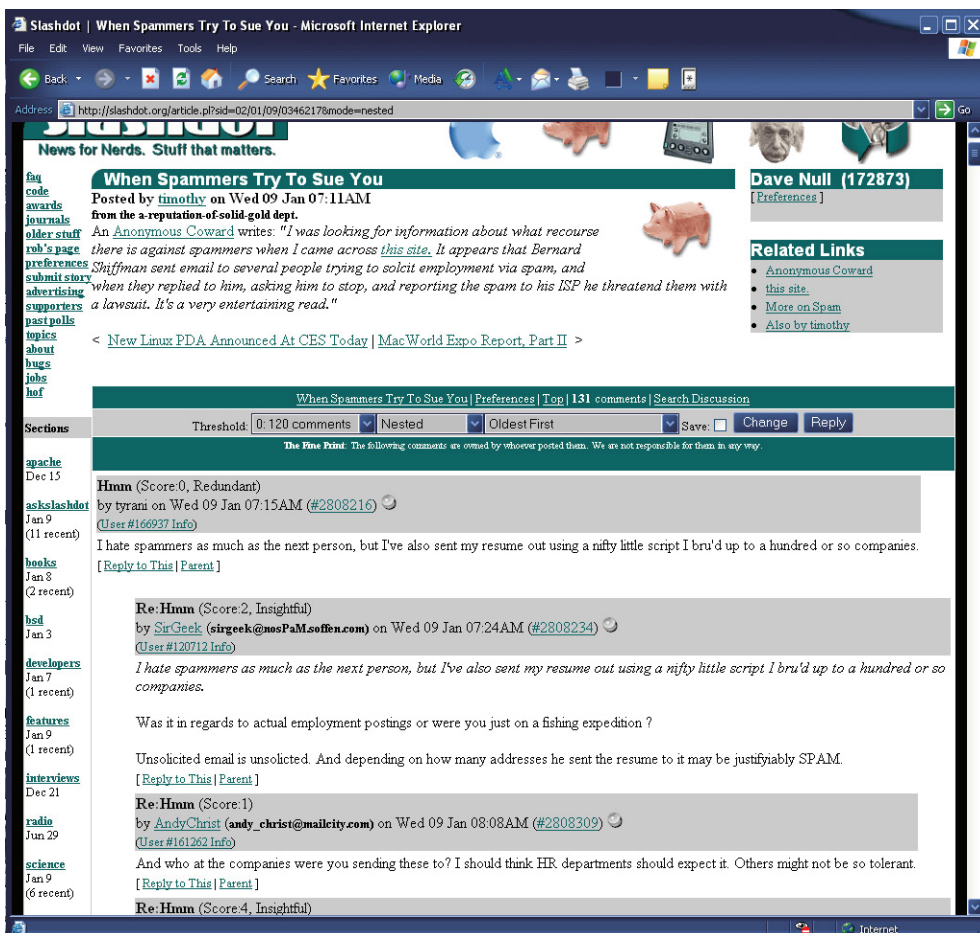 Slashdot | When Spammers Try To Sue You - Microsoft Internet Explorer
File Edit View Favorites Tools Help
Back Search Favorites Media
Address http://slashdot.org/article.pl?sid=02/01/09/0346217&mode=nested Go
slashdot
News for Nerds. Stuff that matters.
faq
code
awards
journals
older stuff
rob's page
preferences
submit story
advertising
supporters
past polls
topics
about
bugs
jobs
hof
Sections
apache
Dec 15
askslashdot
Jan 9
(11 recent)
books
Jan 8
(2 recent)
bsd
Jan 3
developers
Jan 7
(1 recent)
features
Jan 9
(1 recent)
interviews
Dec 21
radio
Jun 29
science
Jan 9
(6 recent)
When Spammers Try To Sue You
Posted by timothy on Wed 09 Jan 07:11AM
from the a-reputation-of-solid-gold dept.
An Anonymous Coward writes: "I was looking for information about what recourse
there is against spammers when I came across this site. It appears that Bernard
Shiffman sent email to several people trying to solcit employment via spam, and
when they replied to him, asking him to stop, and reporting the spam to his ISP he threatend them with
a lawsuit. It's a very entertaining read."
< New Linux PDA Announced At CES Today | MacWorld Expo Report, Part II >
Dave Null (172873)
[ Preferences ]
Related Links
• Anonymous Coward
• this site.
• More on Spam
• Also by timothy
When Spammers Try To Sue You | Preferences | Top | 131 comments | Search Discussion
Threshold: 0: 120 comments Nested Oldest First Save: Change Reply
The Fine Print: The following comments are owned by whoever posted them. We are not responsible for them in any way.
Hmm (Score:0, Redundant)
by tyrani on Wed 09 Jan 07:15AM (#2808216)
(User #166937 Info)
I hate spammers as much as the next person, but I've also sent my resume out using a nifty little script I bru'd up to a hundred or so companies.
[ Reply to This | Parent ]
Re:Hmm (Score:2, Insightful)
by SirGeek (sirgeek@nosPaM.soffen.com) on Wed 09 Jan 07:24AM (#2808234)
(User #120712 Info)
I hate spammers as much as the next person, but I've also sent my resume out using a nifty little script I bru'd up to a hundred or so
companies.
Was it in regards to actual employment postings or were you just on a fishing expedition ?
Unsolicited email is unsolicted. And depending on how many addresses he sent the resume to it may be justifyiably SPAM.
[ Reply to This | Parent ]
Re:Hmm (Score:1)
by AndyChrist (andy_christ@mailcity.com) on Wed 09 Jan 08:08AM (#2808309)
(User #161262 Info)
And who at the companies were you sending these to? I should think HR departments should expect it. Others might not be so tolerant.
[ Reply to This | Parent ]
Re:Hmm (Score:4, Insightful)
Internet